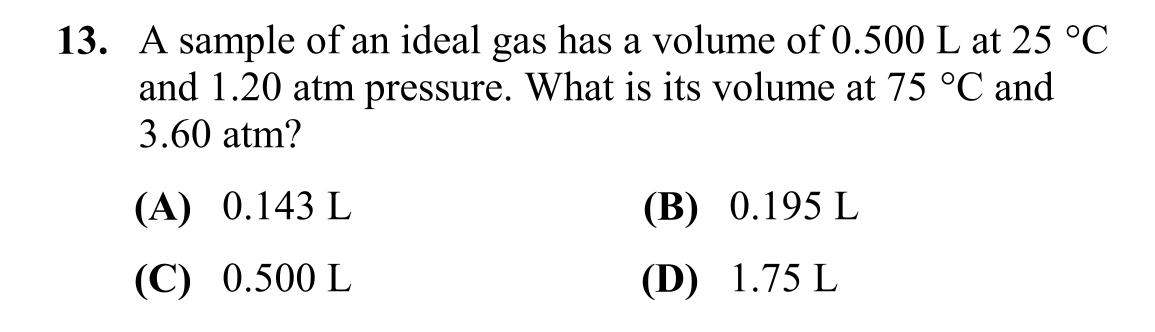 13. A sample of an ideal gas has a volume of 0.500 L at 25 °C
and 1.20 atm pressure. What is its volume at 75 °C and
3.60 atm?
(A) 0.143 L (B) 0.195 L
(C) 0.500 L (D) 1.75 L